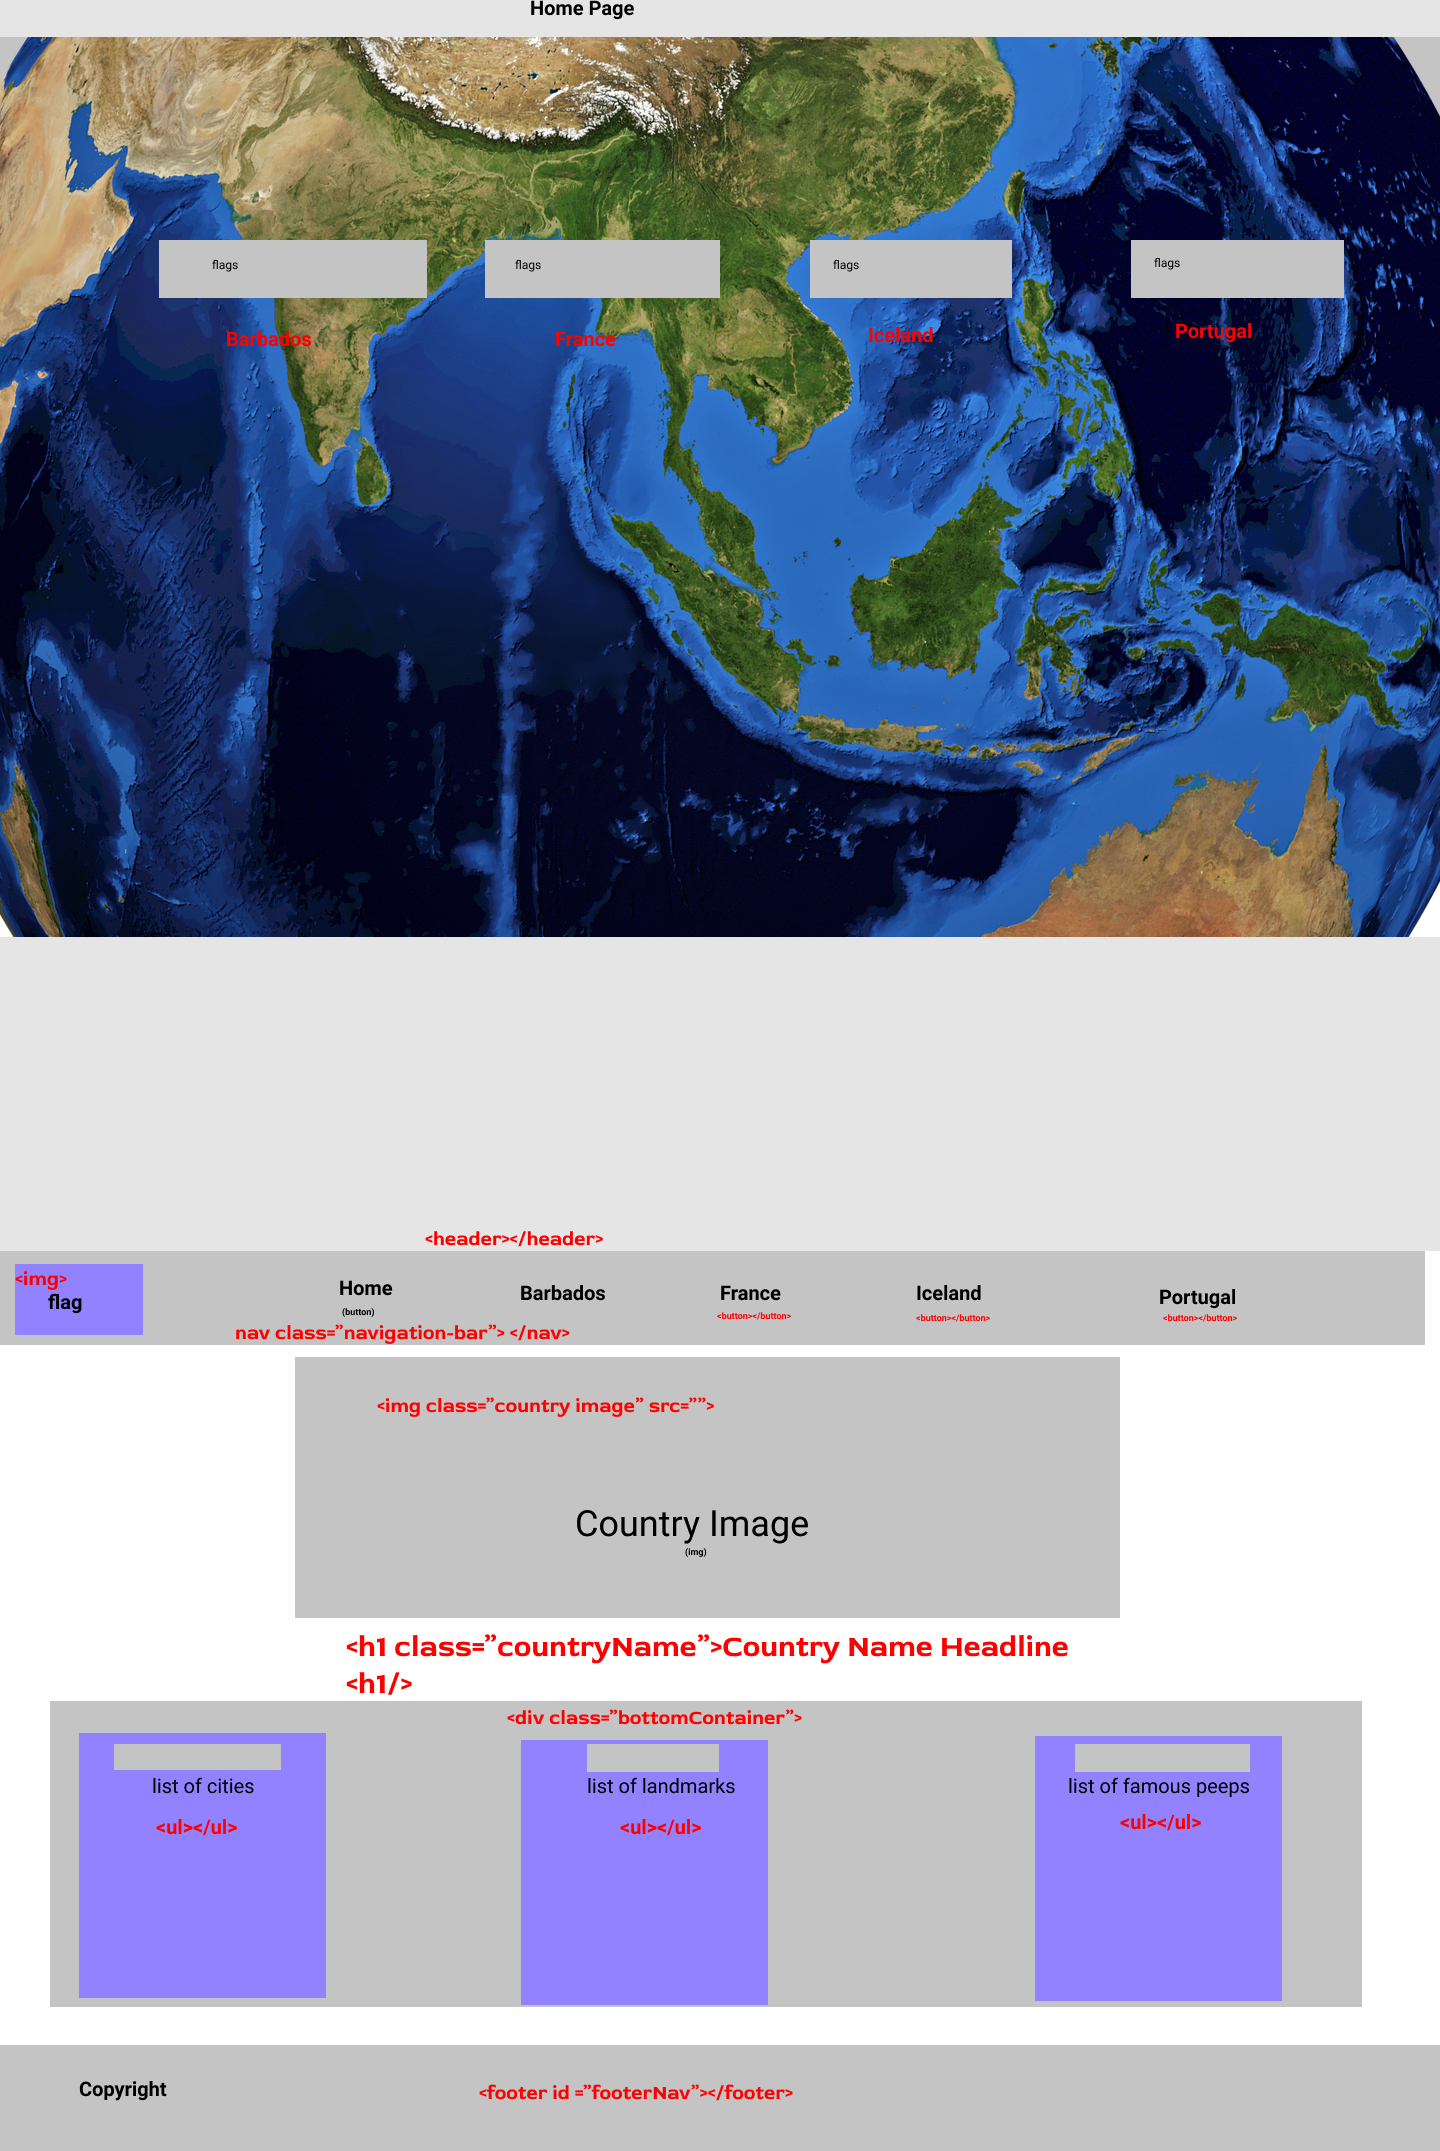 Home Page
flags
flags
flags
flags
Barbados
France
Iceland
Portugal
<header></header>
<img>
flag
Home
(button)
Barbados
France
<button></button>
Iceland
<button></button>
Portugal
<button></button>
nav class=”navigation-bar”> </nav>
<img class=”country image” src=””>
Country Image
(img)
<h1 class=”countryName”>Country Name Headline
<h1/>
<div class=”bottomContainer”>
list of cities
<ul></ul>
list of landmarks
<ul></ul>
list of famous peeps
<ul></ul>
Copyright
<footer id =”footerNav”></footer>